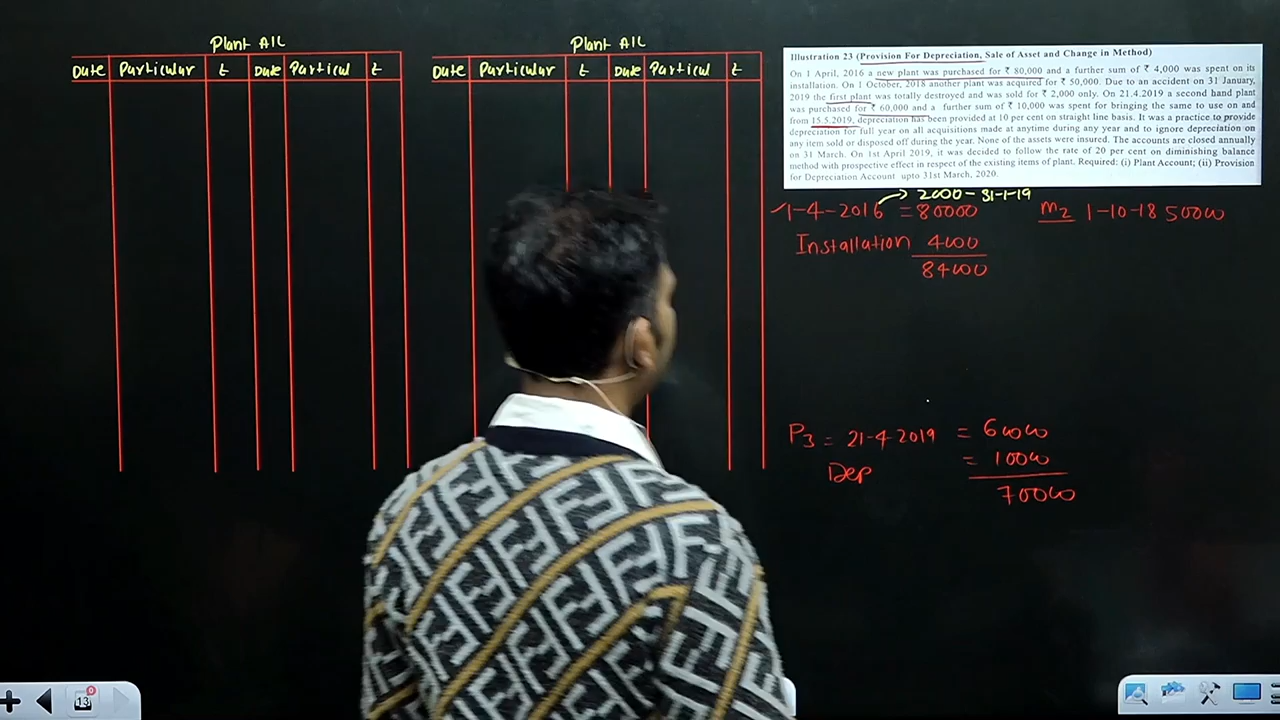 Plant A/C
Date Particular ₹ Date Particul ₹
Plant A/C
Date Particular ₹ Date Particul ₹
Illustration 23 (Provision For Depreciation, Sale of Asset and Change in Method)
On 1 April, 2016 a new plant was purchased for ₹ 80,000 and a further sum of ₹ 4,000 was spent on its
installation. On 1 October, 2018 another plant was acquired for ₹ 50,000. Due to an accident on 31 January,
2019 the first plant was totally destroyed and was sold for ₹ 2,000 only. On 21.4.2019 a second hand plant
was purchased for ₹ 60,000 and a further sum of ₹ 10,000 was spent for bringing the same to use on and
from 15.5.2019, depreciation has been provided at 10 per cent on straight line basis. It was a practice to provide
depreciation for full year on all acquisitions made at anytime during any year and to ignore depreciation on
any item sold or disposed off during the year. None of the assets were insured. The accounts are closed annually
on 31 March. On 1st April 2019, it was decided to follow the rate of 20 per cent on diminishing balance
method with prospective effect in respect of the existing items of plant. Required: (i) Plant Account; (ii) Provision
for Depreciation Account upto 31st March, 2020.
→ 2000 - 31-1-19
1-4-2016 = 80000
Installation 4000
84000
M2 1-10-18 50000
P3 = 21-4-2019 = 60000
Dep = 10000
70000
13
0